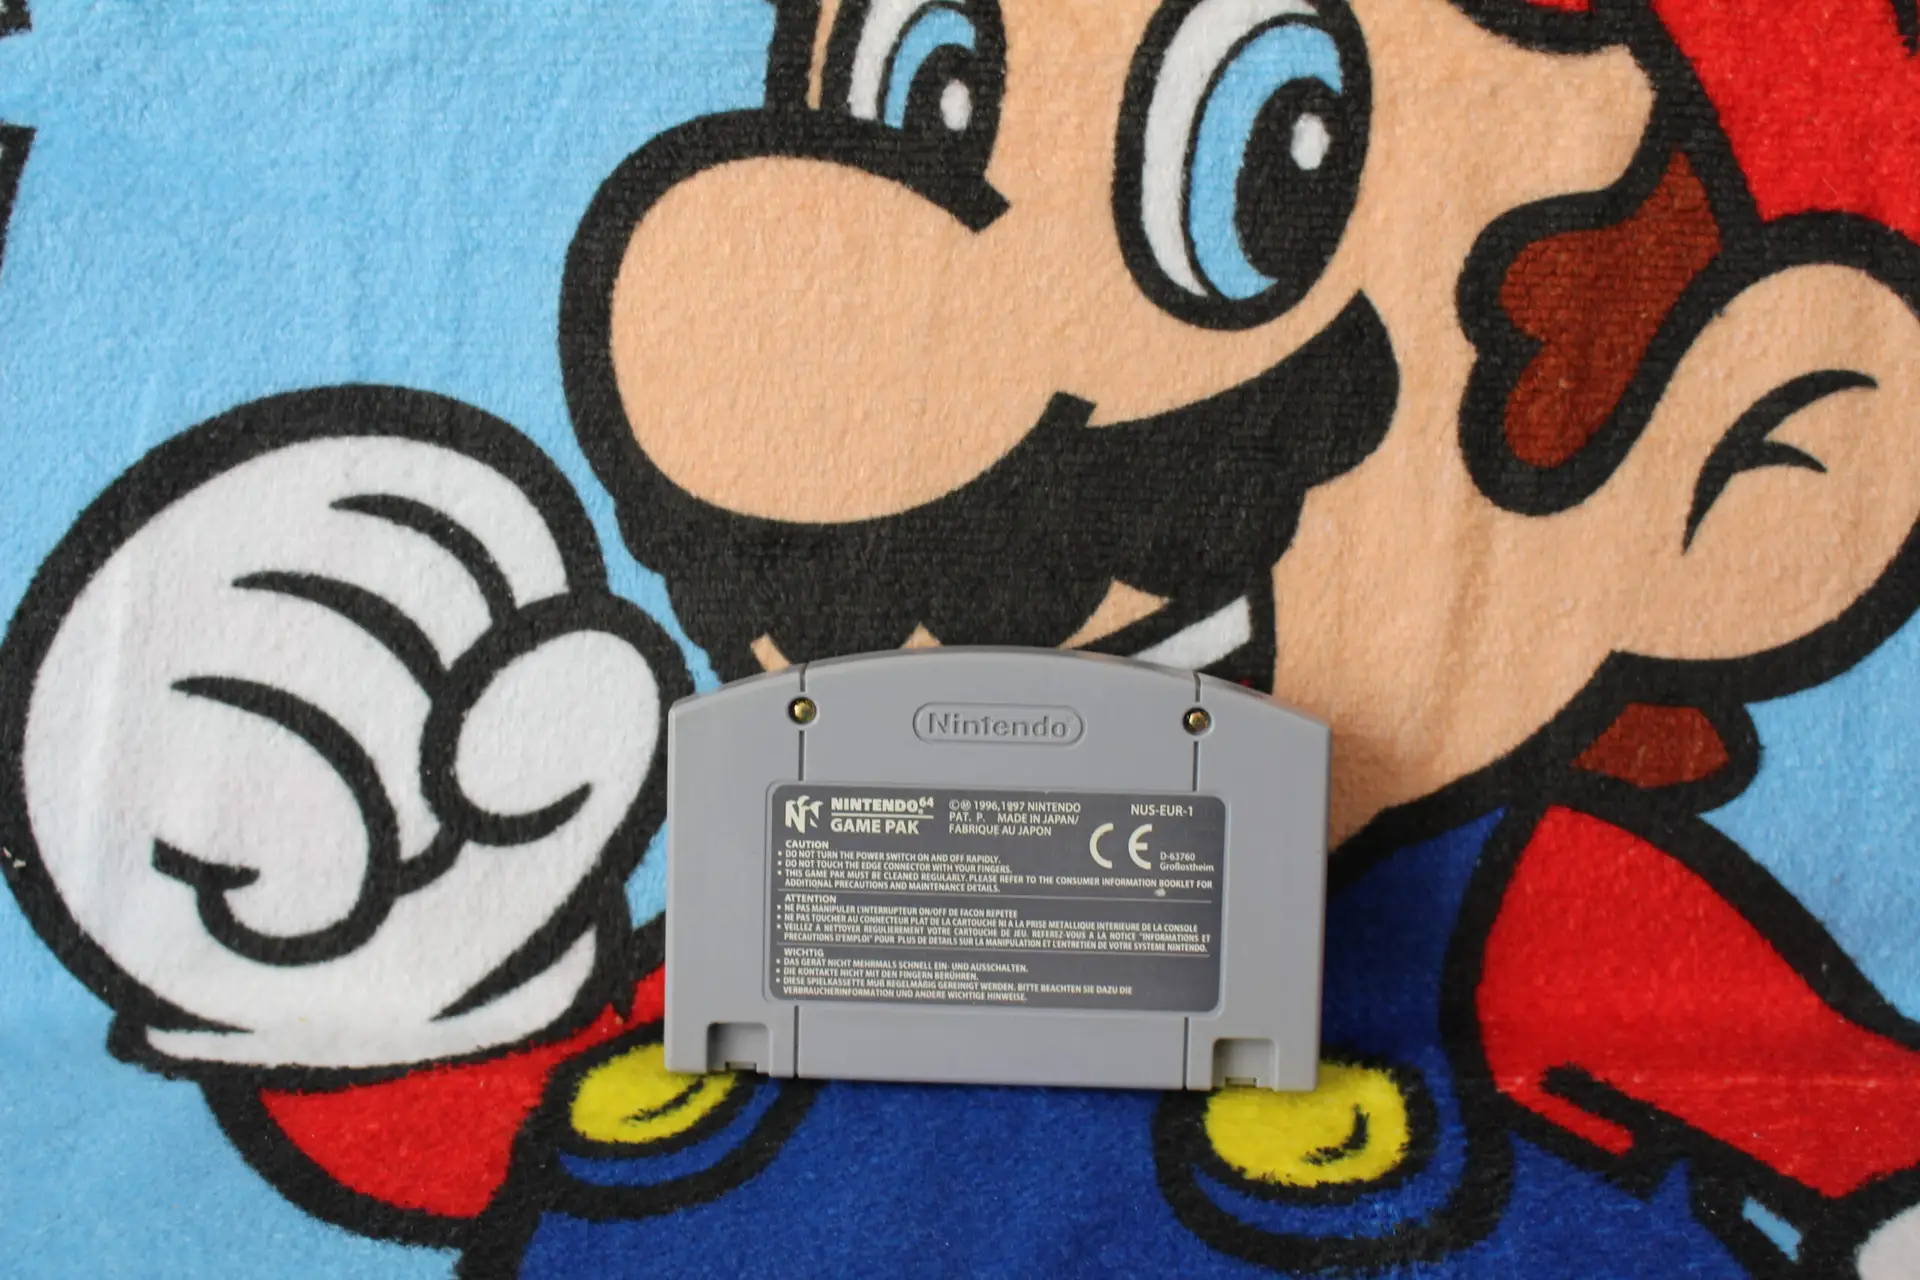 Nintendo
NINTENDO.64
GAME PAK
©Ⓜ 1996,1997 NINTENDO
PAT. P. MADE IN JAPAN/
FABRIQUE AU JAPON
NUS-EUR-1
CE
D-63760
Großostheim
CAUTION
• DO NOT TURN THE POWER SWITCH ON AND OFF RAPIDLY.
• DO NOT TOUCH THE EDGE CONNECTOR WITH YOUR FINGERS.
• THIS GAME PAK MUST BE CLEANED REGULARLY. PLEASE REFER TO THE CONSUMER INFORMATION BOOKLET FOR
ADDITIONAL PRECAUTIONS AND MAINTENANCE DETAILS.
ATTENTION
• NE PAS MANIPULER L'INTERRUPTEUR ON/OFF DE FACON REPETEE
• NE PAS TOUCHER AU CONNECTEUR PLAT DE LA CARTOUCHE NI A LA PRISE METALLIQUE INTERIEURE DE LA CONSOLE
• VEILLEZ A NETTOYER REGULIEREMENT VOTRE CARTOUCHE DE JEU. REFEREZ-VOUS A LA NOTICE "INFORMATIONS ET
PRECAUTIONS D'EMPLOI" POUR PLUS DE DETAILS SUR LA MANIPULATION ET L'ENTRETIEN DE VOTRE SYSTEME NINTENDO.
WICHTIG
• DAS GERÄT NICHT MEHRMALS SCHNELL EIN- UND AUSSCHALTEN.
• DIE KONTAKTE NICHT MIT DEN FINGERN BERÜHREN.
• DIESE SPIELKASSETTE MUß REGELMÄßIG GEREINIGT WERDEN. BITTE BEACHTEN SIE DAZU DIE
VERBRAUCHERINFORMATION UND ANDERE WICHTIGE HINWEISE.